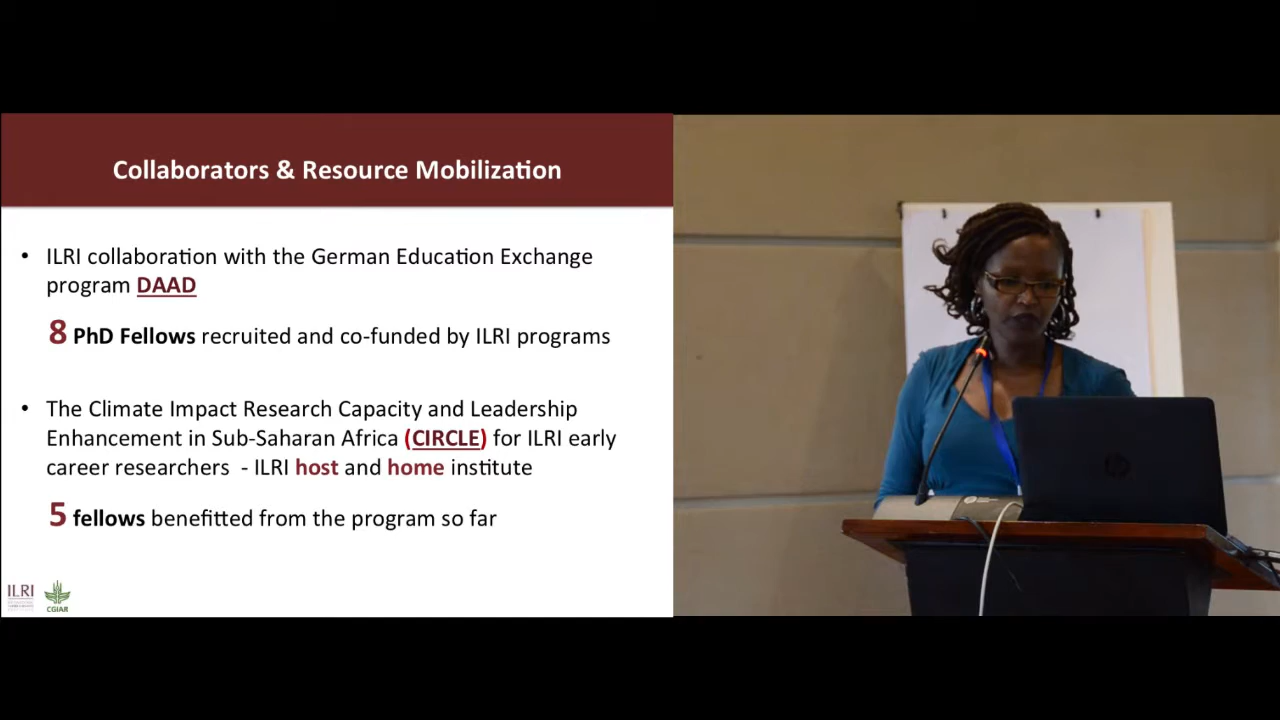 Collaborators & Resource Mobilization
• ILRI collaboration with the German Education Exchange
program DAAD
8 PhD Fellows recruited and co-funded by ILRI programs
• The Climate Impact Research Capacity and Leadership
Enhancement in Sub-Saharan Africa (CIRCLE) for ILRI early
career researchers - ILRI host and home institute
5 fellows benefitted from the program so far
ILRI
CGIAR